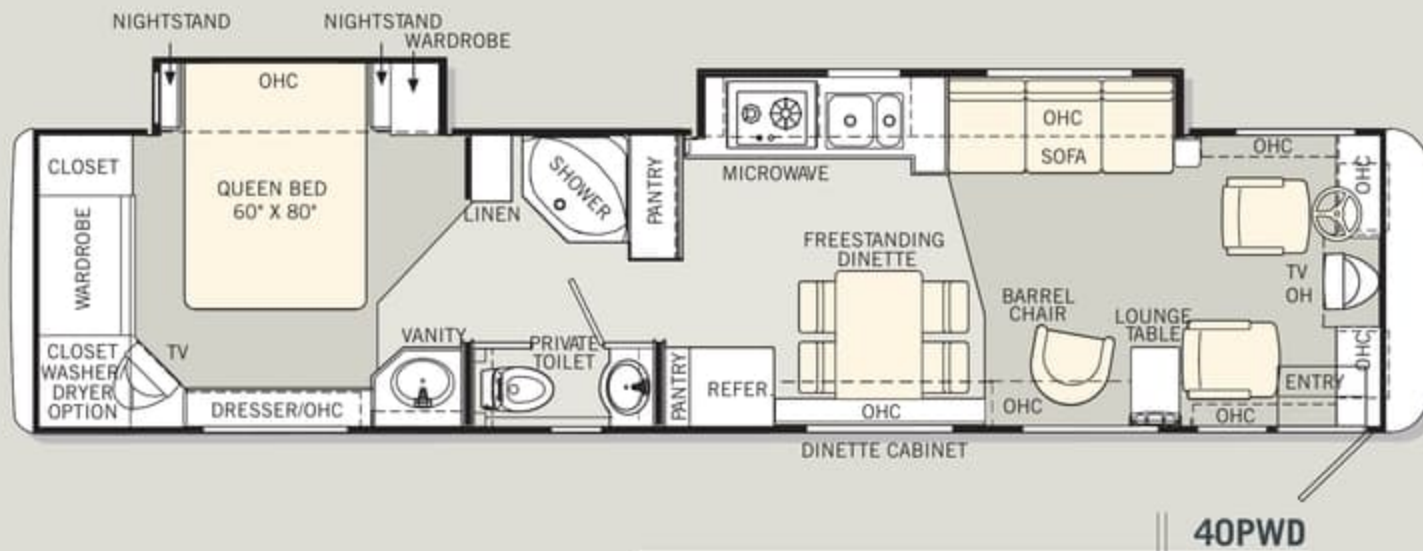 NIGHTSTAND
NIGHTSTAND
WARDROBE
OHC
QUEEN BED
60" X 80"
CLOSET
WARDROBE
CLOSET
WASHER
DRYER
OPTION
TV
DRESSER/OHC
LINEN
SHOWER
PANTRY
VANITY
PRIVATE
TOILET
PANTRY
REFER
MICROWAVE
FREESTANDING
DINETTE
OHC
DINETTE CABINET
OHC
SOFA
BARREL
CHAIR
OHC
LOUNGE
TABLE
OHC
OHC
TV
OH
OHC
ENTRY
OHC
40PWD